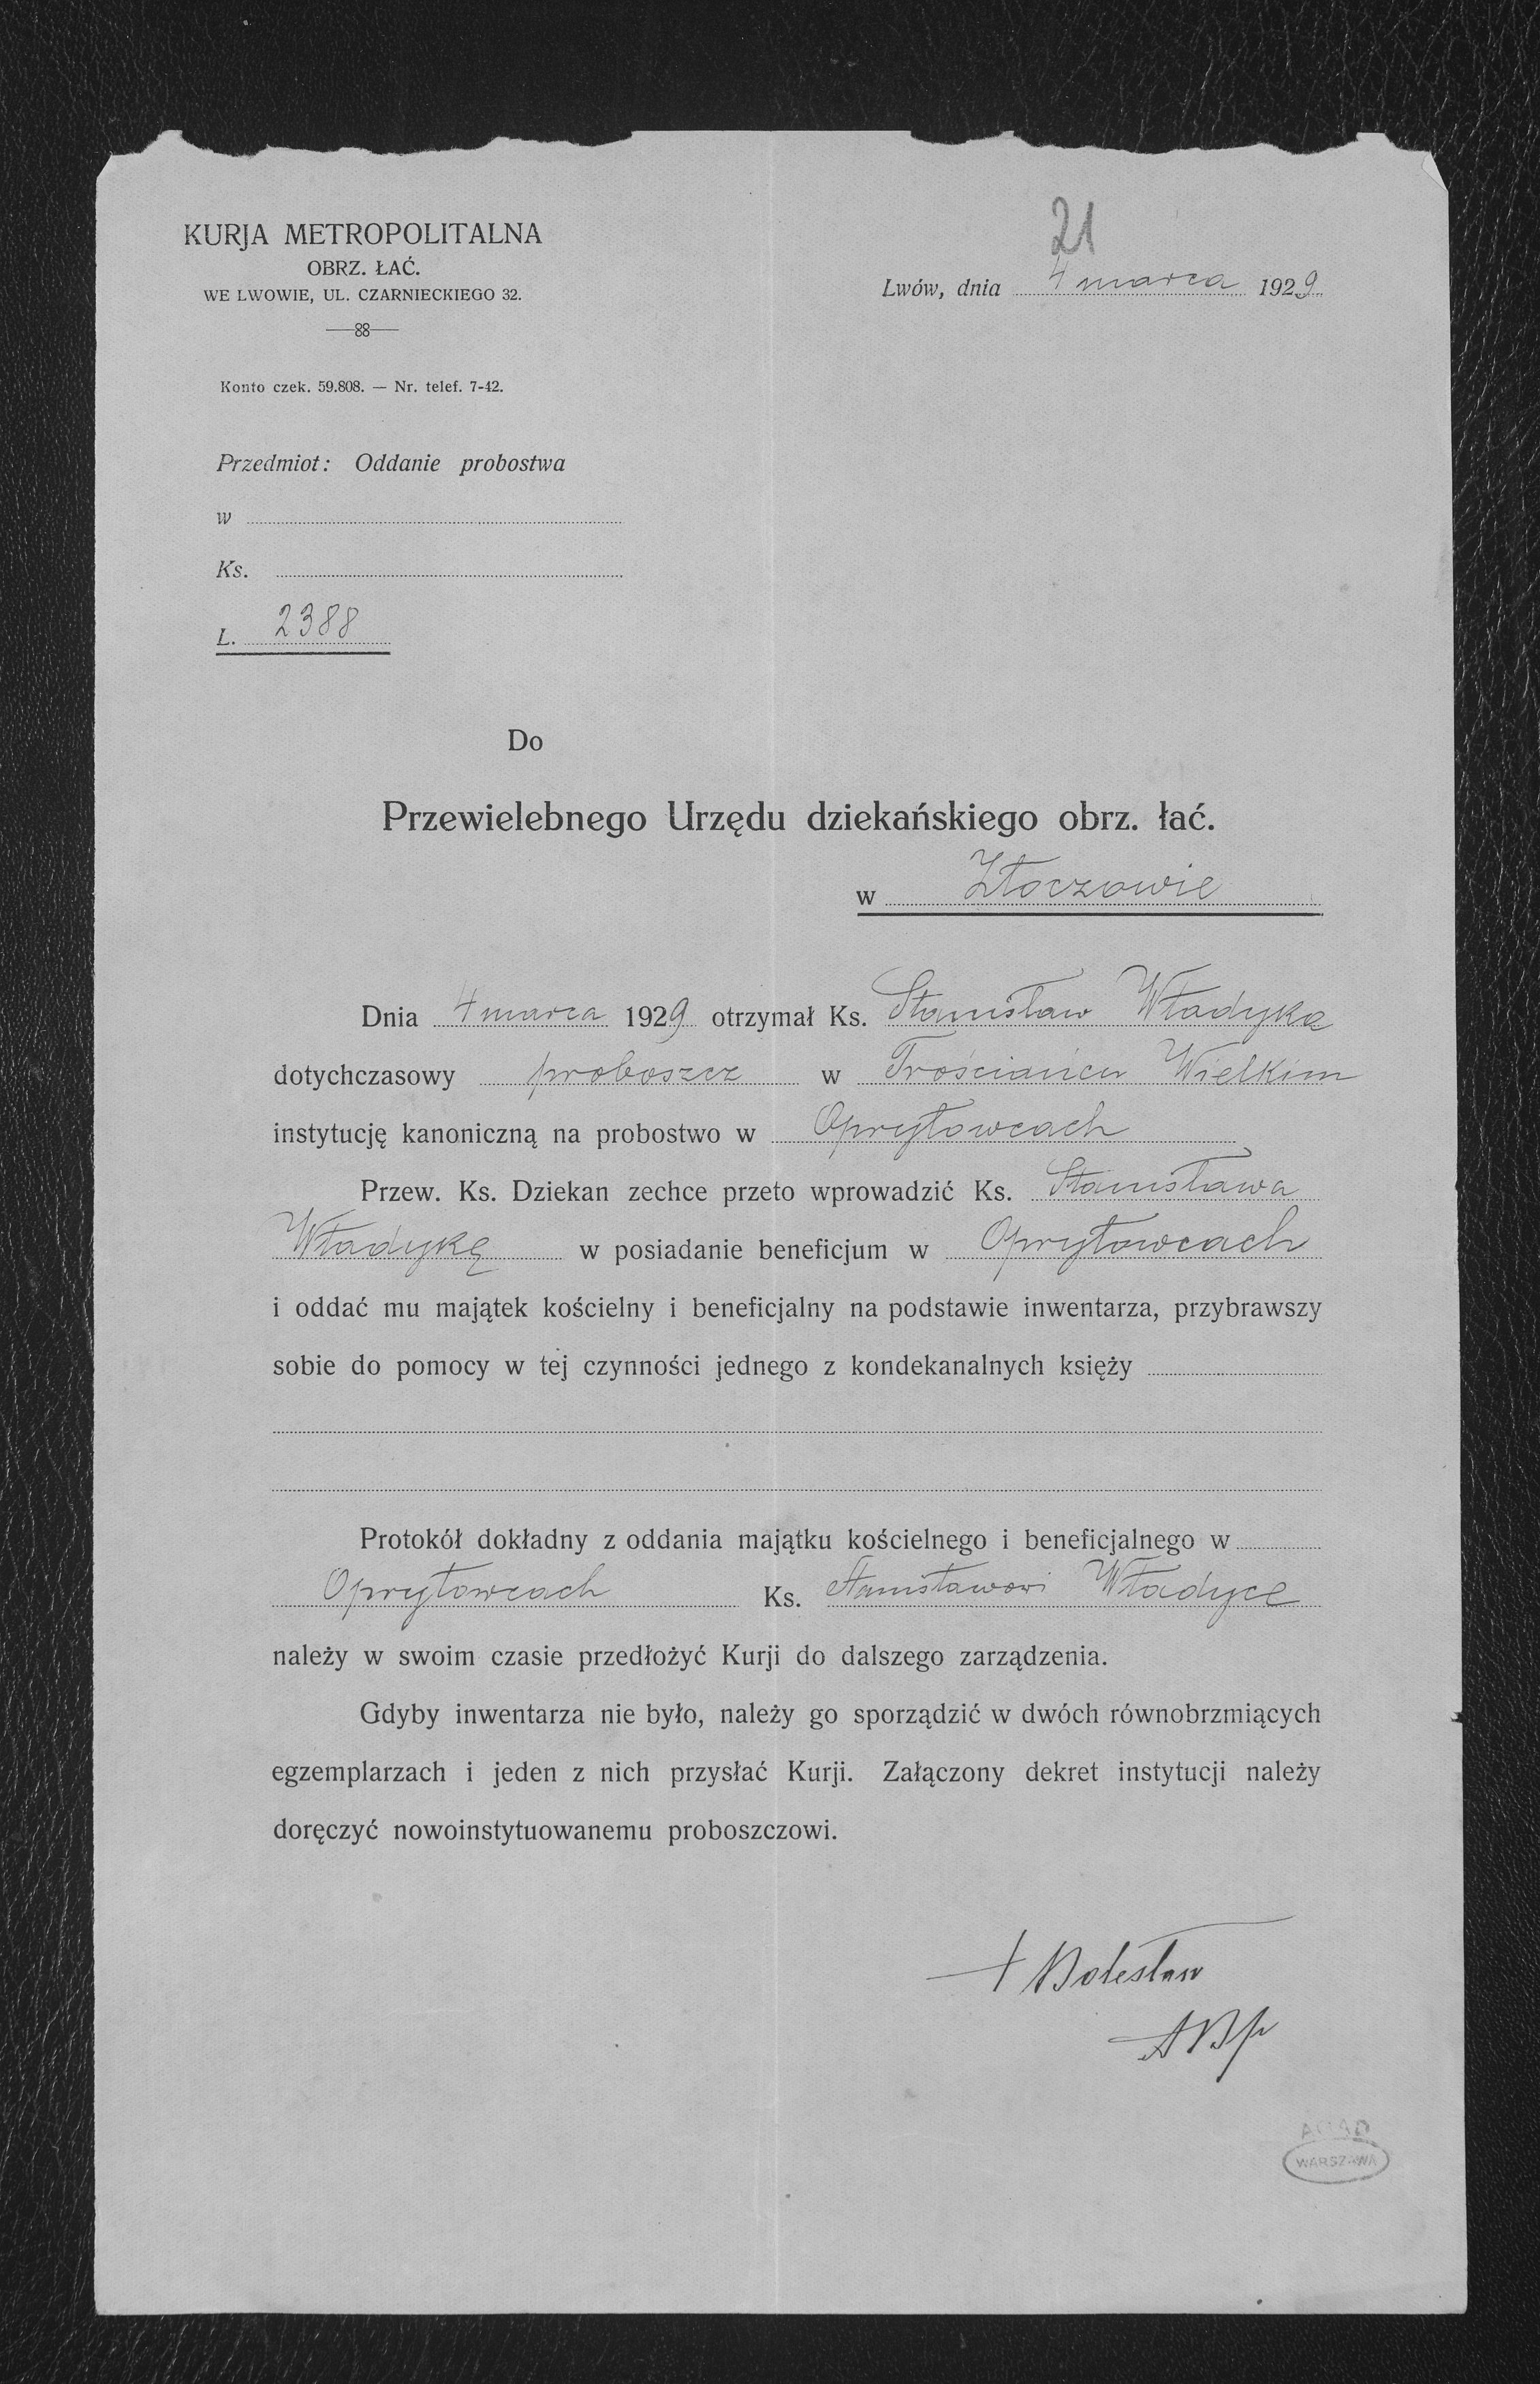 21
KURJA METROPOLITALNA
OBRZ. ŁAĆ.
WE LWOWIE, UL. CZARNIECKIEGO 32.
Lwów, dnia 4 marca 1929
Konto czek. 59.808. — Nr. telef. 7-42.
Przedmiot: Oddanie probostwa
w
Ks.
L. 2388
Do
Przewielebnego Urzędu dziekańskiego obrz. łać.
w Złoczowie
Dnia 4 marca 1929 otrzymał Ks. Stanisław Władyka
dotychczasowy proboszcz w Trościańcu Wielkim
instytucję kanoniczną na probostwo w Opryłowcach
Przew. Ks. Dziekan zechce przeto wprowadzić Ks. Stanisława
Władykę w posiadanie beneficjum w Opryłowcach
i oddać mu majątek kościelny i beneficjalny na podstawie inwentarza, przybrawszy
sobie do pomocy w tej czynności jednego z kondekanalnych księży
Protokół dokładny z oddania majątku kościelnego i beneficjalnego w
Opryłowcach Ks. Stanisławowi Władyce
należy w swoim czasie przedłożyć Kurji do dalszego zarządzenia.
Gdyby inwentarza nie było, należy go sporządzić w dwóch równobrzmiących
egzemplarzach i jeden z nich przysłać Kurji. Załączony dekret instytucji należy
doręczyć nowoinstytuowanemu proboszczowi.
† Bolesław
ABp
AGAD
WARSZAWA